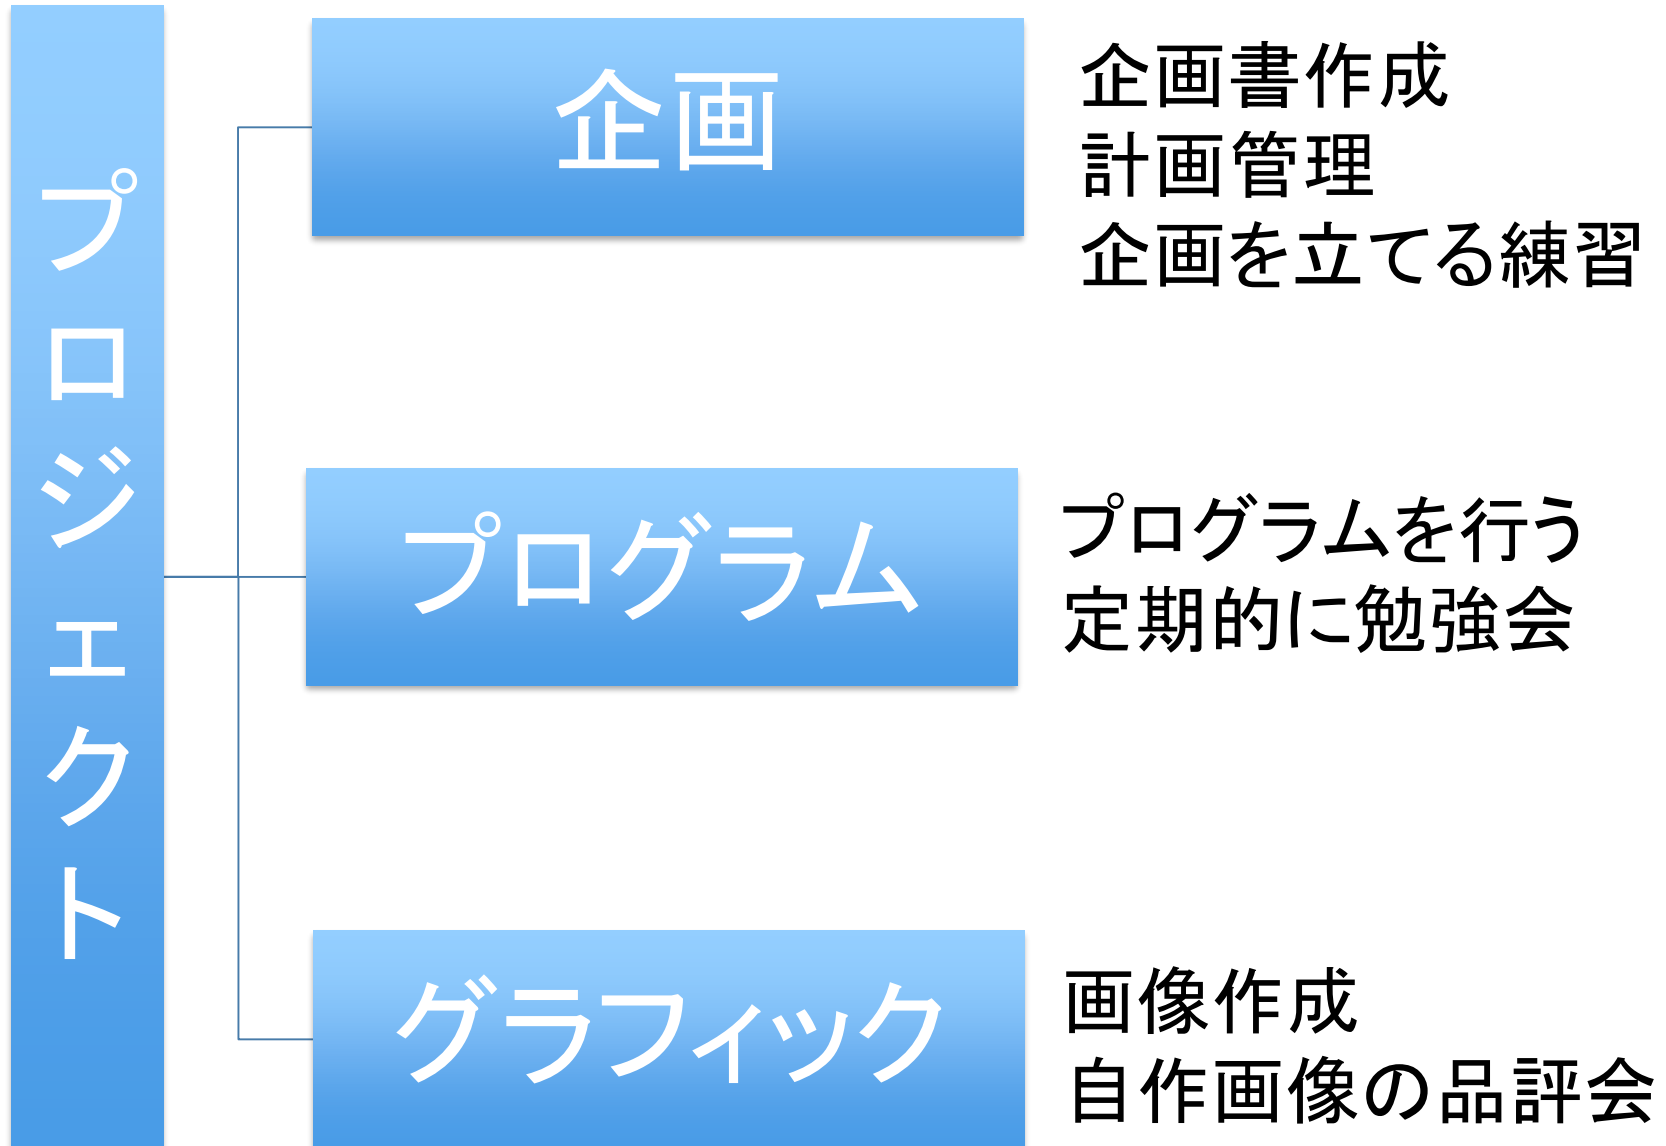 プロジェクト
企画
企画書作成
計画管理
企画を立てる練習
プログラム
プログラムを行う
定期的に勉強会
グラフィック
画像作成
自作画像の品評会